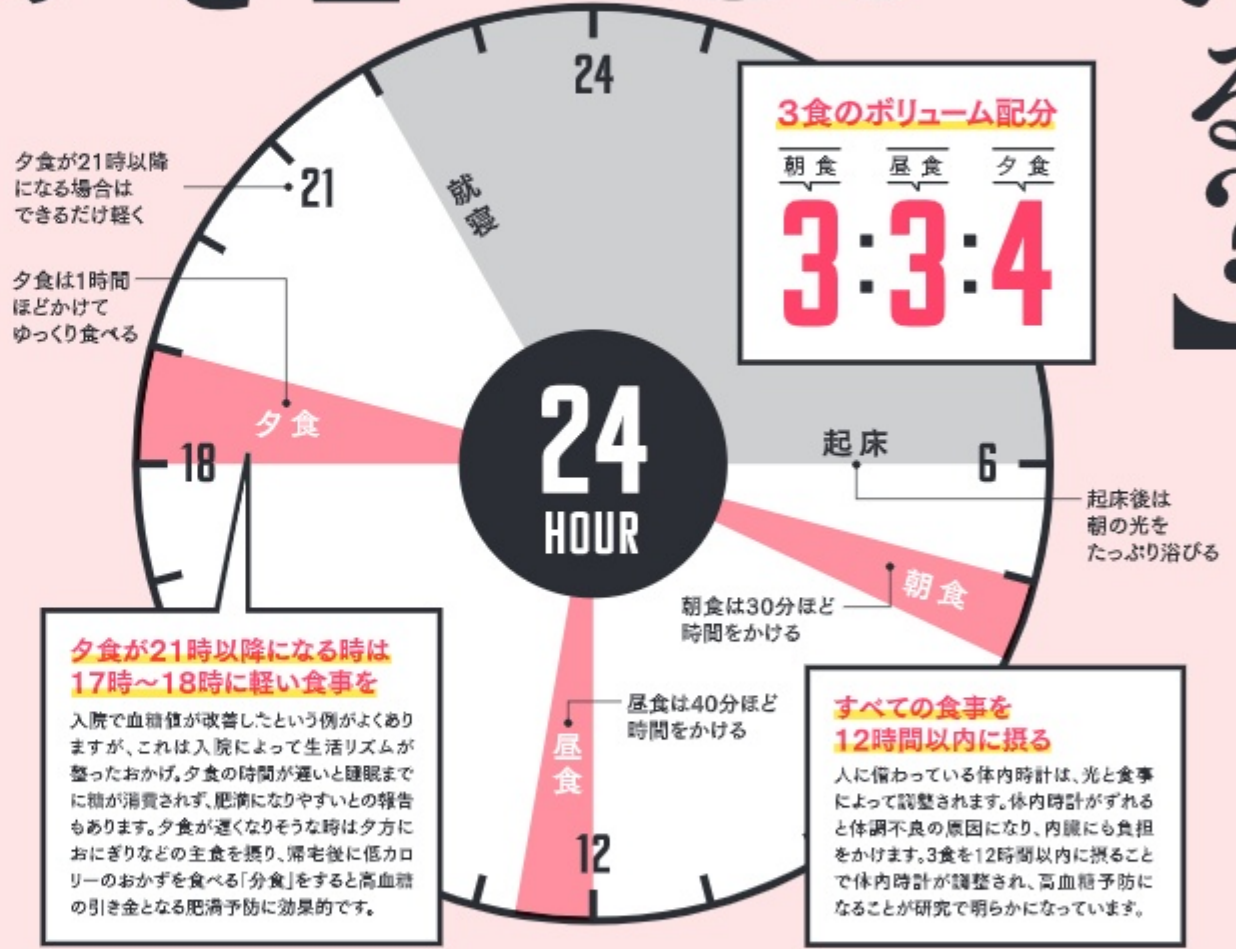 る?】
24
21
18
12
6
就寝
起床
24
HOUR
3食のボリューム配分
朝食
昼食
夕食
3:3:4
夕食が21時以降
になる場合は
できるだけ軽く
夕食は1時間
ほどかけて
ゆっくり食べる
夕食
起床後は
朝の光を
たっぷり浴びる
朝食
朝食は30分ほど
時間をかける
昼食は40分ほど
時間をかける
昼食
夕食が21時以降になる時は
17時〜18時に軽い食事を
入院で血糖値が改善したという例がよくあり
ますが、これは入院によって生活リズムが
整ったおかげ。夕食の時間が遅いと睡眠まで
に糖が消費されず、肥満になりやすいとの報告
もあります。夕食が遅くなりそうな時は夕方に
おにぎりなどの主食を摂り、帰宅後に低カロ
リーのおかずを食べる「分食」をすると高血糖
の引き金となる肥満予防に効果的です。
すべての食事を
12時間以内に摂る
人に備わっている体内時計は、光と食事
によって調整されます。体内時計がずれる
と体調不良の原因になり、内臓にも負担
をかけます。3食を12時間以内に摂ること
で体内時計が調整され、高血糖予防に
なることが研究で明らかになっています。